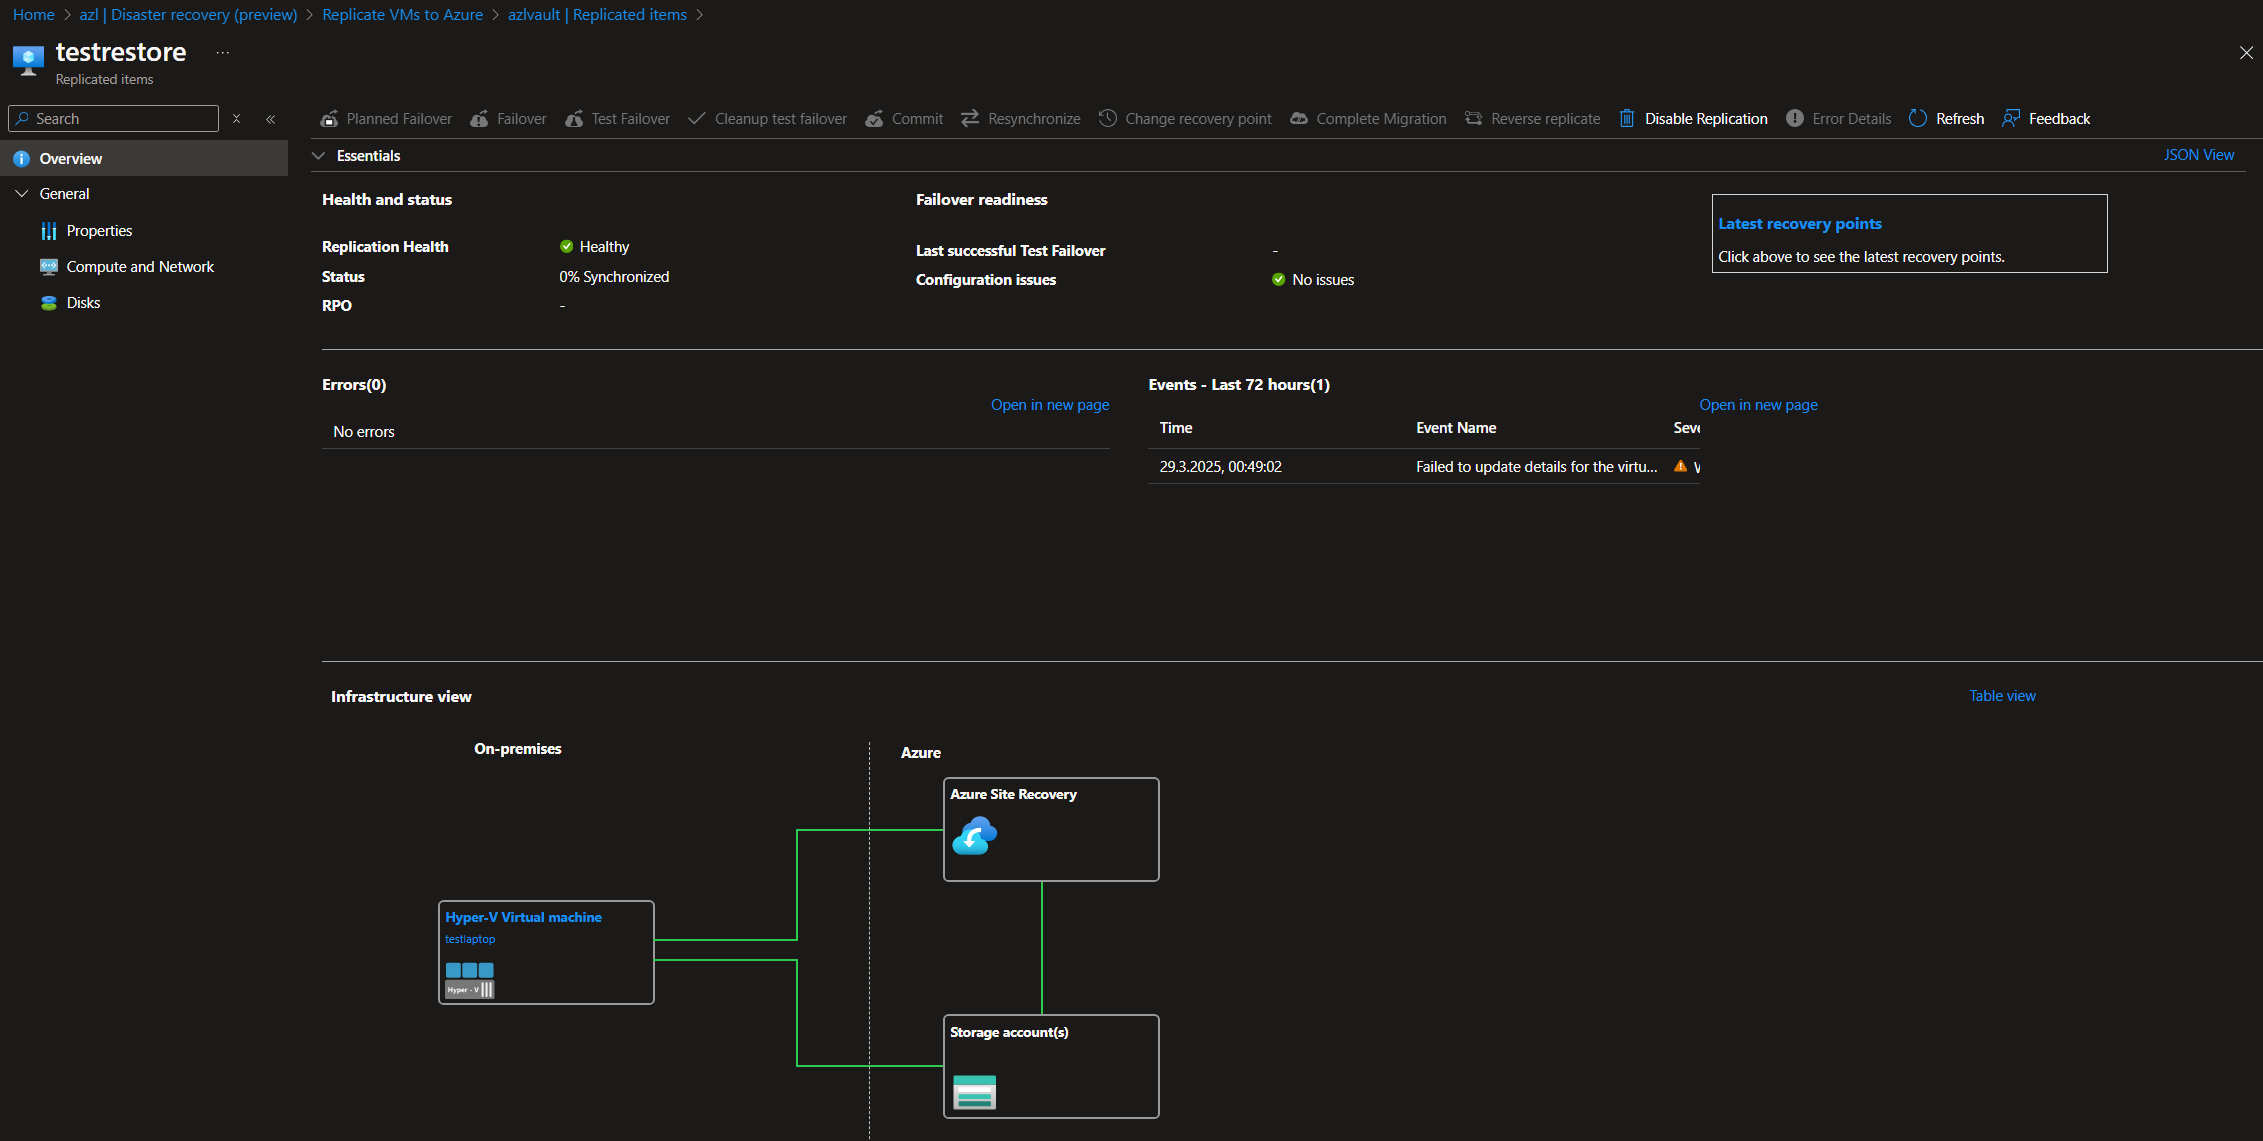 Home > azl | Disaster recovery (preview) > Replicate VMs to Azure > azlvault | Replicated items >
testrestore ...
Replicated items
Search
Planned Failover Failover Test Failover Cleanup test failover Commit Resynchronize Change recovery point Complete Migration Reverse replicate Disable Replication Error Details Refresh Feedback
Overview
General
Properties
Compute and Network
Disks
Essentials
JSON View
Health and status
Replication Health Healthy
Status 0% Synchronized
RPO -
Failover readiness
Last successful Test Failover -
Configuration issues No issues
Latest recovery points
Click above to see the latest recovery points.
Errors(0)
Open in new page
No errors
Events - Last 72 hours(1)
Open in new page
Time Event Name Seve
29.3.2025, 00:49:02 Failed to update details for the virtu...
Infrastructure view
Table view
On-premises
Azure
Azure Site Recovery
Hyper-V Virtual machine
testlaptop
Hyper - V
Storage account(s)